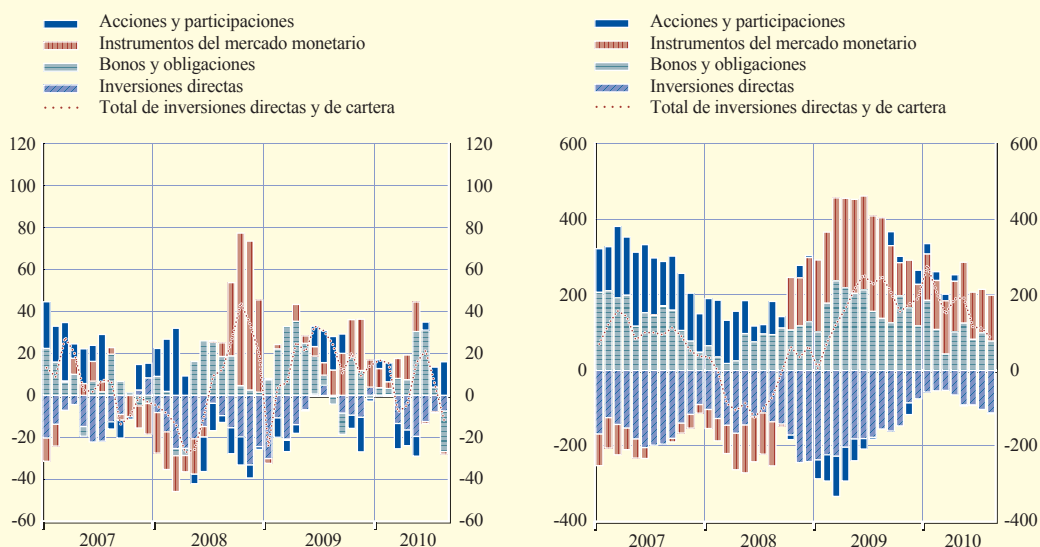 Acciones y participaciones
Instrumentos del mercado monetario
Bonos y obligaciones
Inversiones directas
Total de inversiones directas y de cartera
120 120
100 100
80 80
60 60
40 40
20 20
0 0
-20 -20
-40 -40
-60 -60
2007 2008 2009 2010
Acciones y participaciones
Instrumentos del mercado monetario
Bonos y obligaciones
Inversiones directas
Total de inversiones directas y de cartera
600 600
400 400
200 200
0 0
-200 -200
-400 -400
2007 2008 2009 2010